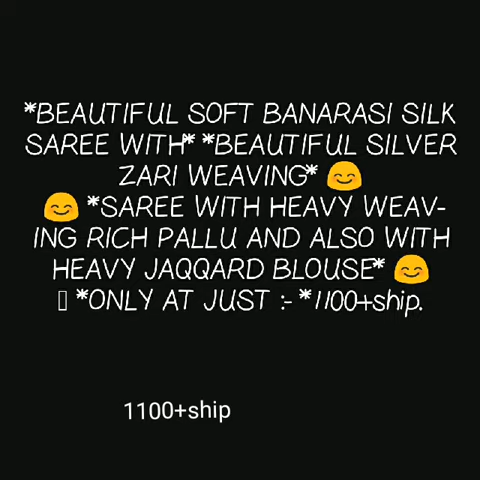 *BEAUTIFUL SOFT BANARASI SILK
SAREE WITH* *BEAUTIFUL SILVER
ZARI WEAVING* 😊
😊 *SAREE WITH HEAVY WEAV-
ING RICH PALLU AND ALSO WITH
HEAVY JAQQARD BLOUSE* 😊
▯ *ONLY AT JUST :- *1100+ship.
1100+ship